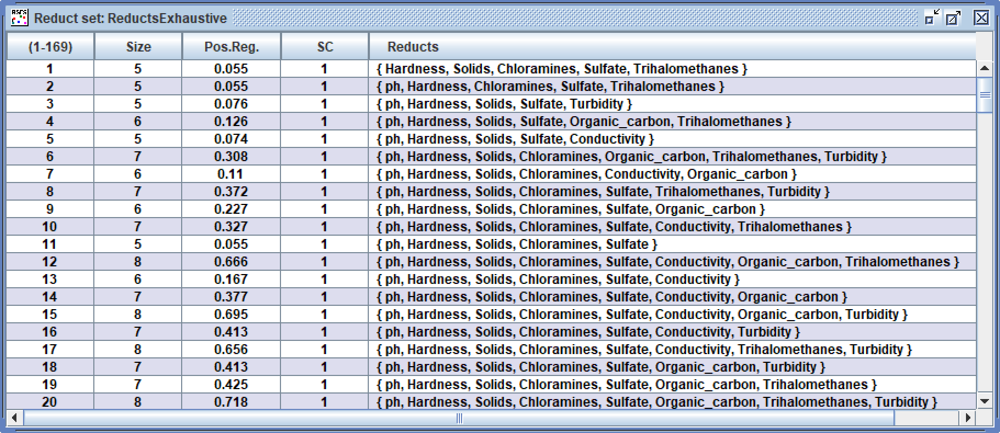 RSES Reduct set: ReductsExhaustive
(1-169) Size Pos.Reg. SC Reducts
1 5 0.055 1 { Hardness, Solids, Chloramines, Sulfate, Trihalomethanes }
2 5 0.055 1 { ph, Hardness, Chloramines, Sulfate, Trihalomethanes }
3 5 0.076 1 { ph, Hardness, Solids, Sulfate, Turbidity }
4 6 0.126 1 { ph, Hardness, Solids, Sulfate, Organic_carbon, Trihalomethanes }
5 5 0.074 1 { ph, Hardness, Solids, Sulfate, Conductivity }
6 7 0.308 1 { ph, Hardness, Solids, Chloramines, Organic_carbon, Trihalomethanes, Turbidity }
7 6 0.11 1 { ph, Hardness, Solids, Chloramines, Conductivity, Organic_carbon }
8 7 0.372 1 { ph, Hardness, Solids, Chloramines, Sulfate, Trihalomethanes, Turbidity }
9 6 0.227 1 { ph, Hardness, Solids, Chloramines, Sulfate, Organic_carbon }
10 7 0.327 1 { ph, Hardness, Solids, Chloramines, Sulfate, Conductivity, Trihalomethanes }
11 5 0.055 1 { ph, Hardness, Solids, Chloramines, Sulfate }
12 8 0.666 1 { ph, Hardness, Solids, Chloramines, Sulfate, Conductivity, Organic_carbon, Trihalomethanes }
13 6 0.167 1 { ph, Hardness, Solids, Chloramines, Sulfate, Conductivity }
14 7 0.377 1 { ph, Hardness, Solids, Chloramines, Sulfate, Conductivity, Organic_carbon }
15 8 0.695 1 { ph, Hardness, Solids, Chloramines, Sulfate, Conductivity, Organic_carbon, Turbidity }
16 7 0.413 1 { ph, Hardness, Solids, Chloramines, Sulfate, Conductivity, Turbidity }
17 8 0.656 1 { ph, Hardness, Solids, Chloramines, Sulfate, Conductivity, Trihalomethanes, Turbidity }
18 7 0.413 1 { ph, Hardness, Solids, Chloramines, Sulfate, Organic_carbon, Turbidity }
19 7 0.425 1 { ph, Hardness, Solids, Chloramines, Sulfate, Organic_carbon, Trihalomethanes }
20 8 0.718 1 { ph, Hardness, Solids, Chloramines, Sulfate, Organic_carbon, Trihalomethanes, Turbidity }